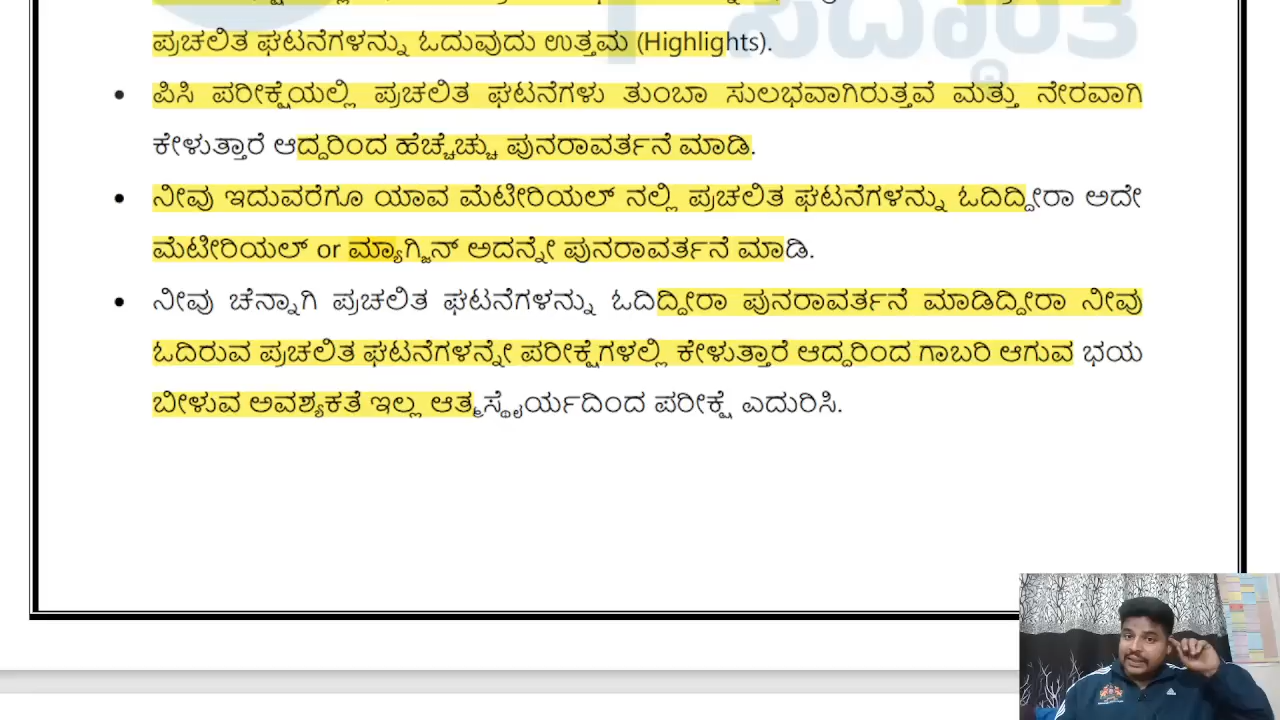 ಪ್ರಚಲಿತ ಘಟನೆಗಳನ್ನು ಓದುವುದು ಉತ್ತಮ (Highlights).
• ಪಿಸಿ ಪರೀಕ್ಷೆಯಲ್ಲಿ ಪ್ರಚಲಿತ ಘಟನೆಗಳು ತುಂಬಾ ಸುಲಭವಾಗಿರುತ್ತವೆ ಮತ್ತು ನೇರವಾಗಿ
ಕೇಳುತ್ತಾರೆ ಆದ್ದರಿಂದ ಹೆಚ್ಚೆಚ್ಚು ಪುನರಾವರ್ತನೆ ಮಾಡಿ.
• ನೀವು ಇದುವರೆಗೂ ಯಾವ ಮೆಟೀರಿಯಲ್ ನಲ್ಲಿ ಪ್ರಚಲಿತ ಘಟನೆಗಳನ್ನು ಓದಿದ್ದೀರಾ ಅದೇ
ಮೆಟೀರಿಯಲ್ or ಮ್ಯಾಗ್ಜಿನ್ ಅದನ್ನೇ ಪುನರಾವರ್ತನೆ ಮಾಡಿ.
• ನೀವು ಚೆನ್ನಾಗಿ ಪ್ರಚಲಿತ ಘಟನೆಗಳನ್ನು ಓದಿದ್ದೀರಾ ಪುನರಾವರ್ತನೆ ಮಾಡಿದ್ದೀರಾ ನೀವು
ಓದಿರುವ ಪ್ರಚಲಿತ ಘಟನೆಗಳನ್ನೇ ಪರೀಕ್ಷೆಗಳಲ್ಲಿ ಕೇಳುತ್ತಾರೆ ಆದ್ದರಿಂದ ಗಾಬರಿ ಆಗುವ ಭಯ
ಬೀಳುವ ಅವಶ್ಯಕತೆ ಇಲ್ಲ ಆತ್ಮಸ್ಥೈರ್ಯದಿಂದ ಪರೀಕ್ಷೆ ಎದುರಿಸಿ.